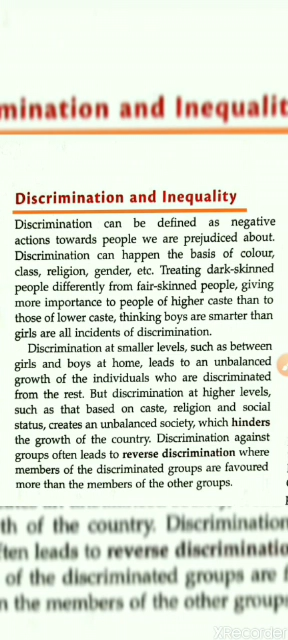 mination and Inequalit
Discrimination and Inequality
Discrimination can be defined as negative
actions towards people we are prejudiced about.
Discrimination can happen the basis of colour,
class, religion, gender, etc. Treating dark-skinned
people differently from fair-skinned people, giving
more importance to people of higher caste than to
those of lower caste, thinking boys are smarter than
girls are all incidents of discrimination.
Discrimination at smaller levels, such as between
girls and boys at home, leads to an unbalanced
growth of the individuals who are discriminated
from the rest. But discrimination at higher levels,
such as that based on caste, religion and social
status, creates an unbalanced society, which hinders
the growth of the country. Discrimination against
groups often leads to reverse discrimination where
members of the discriminated groups are favoured
more than the members of the other groups.
th of the country. Discrimination
ten leads to reverse discriminatio
of the discriminated groups are f
n the members of the other groups
XRecorder